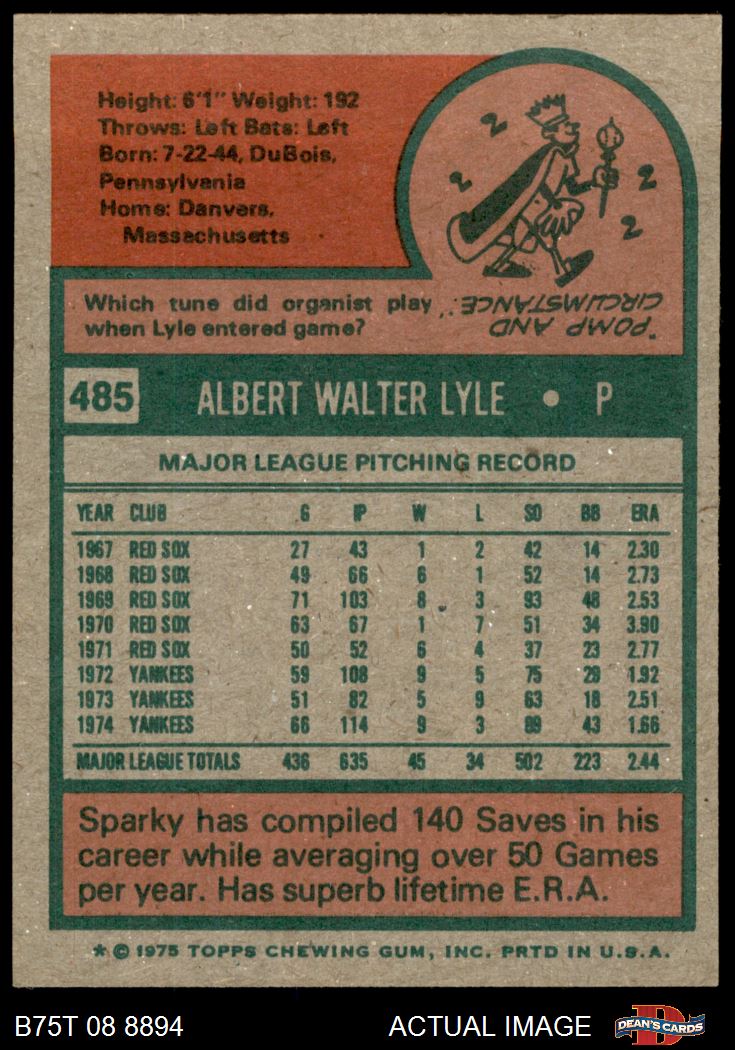 Height: 6'1" Weight: 192
Throws: Left Bats: Left
Born: 7-22-44, DuBois,
Pennsylvania
Home: Danvers,
Massachusetts
2 2 2 2
Which tune did organist play
when Lyle entered game?
"POMP AND
CIRCUMSTANCE".
485 ALBERT WALTER LYLE • P
MAJOR LEAGUE PITCHING RECORD
YEAR CLUB G IP W L SO BB ERA
1967 RED SOX 27 43 1 2 42 14 2.30
1968 RED SOX 49 66 6 1 52 14 2.73
1969 RED SOX 71 103 8 3 93 48 2.53
1970 RED SOX 63 67 1 7 51 34 3.90
1971 RED SOX 50 52 6 4 37 23 2.77
1972 YANKEES 59 108 9 5 75 29 1.92
1973 YANKEES 51 82 5 9 63 18 2.51
1974 YANKEES 66 114 9 3 89 43 1.66
MAJOR LEAGUE TOTALS 436 635 45 34 502 223 2.44
Sparky has compiled 140 Saves in his
career while averaging over 50 Games
per year. Has superb lifetime E.R.A.
* © 1975 TOPPS CHEWING GUM, INC. PRTD IN U.S.A.
B75T 08 8894 ACTUAL IMAGE DEAN'S CARDS